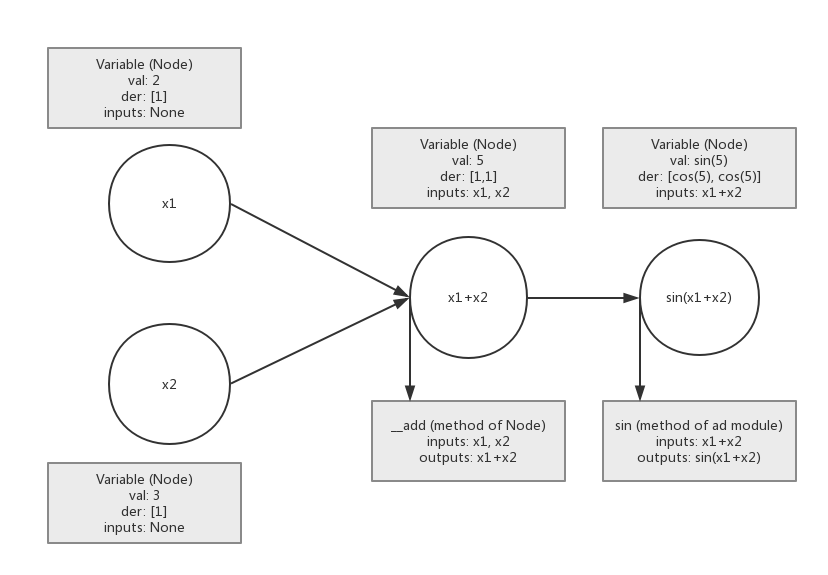 Variable (Node)
val: 2
der: [1]
inputs: None
x1
x2
Variable (Node)
val: 3
der: [1]
inputs: None
Variable (Node)
val: 5
der: [1,1]
inputs: x1, x2
x1+x2
__add (method of Node)
inputs: x1, x2
outputs: x1+x2
Variable (Node)
val: sin(5)
der: [cos(5), cos(5)]
inputs: x1+x2
sin(x1+x2)
sin (method of ad module)
inputs: x1+x2
outputs: sin(x1+x2)